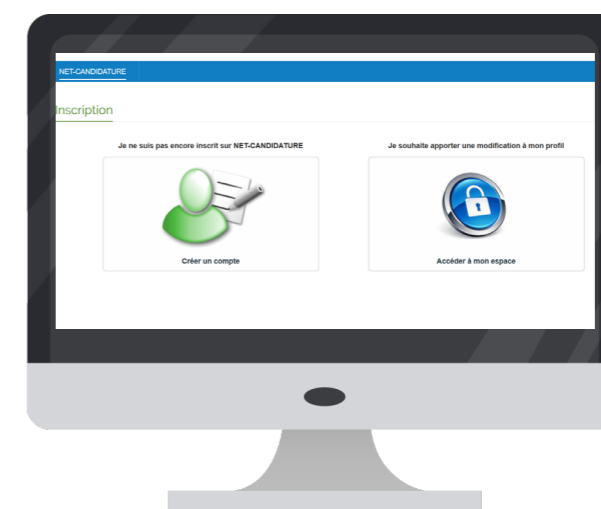 NET-CANDIDATURE
Inscription
Je ne suis pas encore inscrit sur NET-CANDIDATURE
Je souhaite apporter une modification à mon profil
Créer un compte
Accéder à mon espace